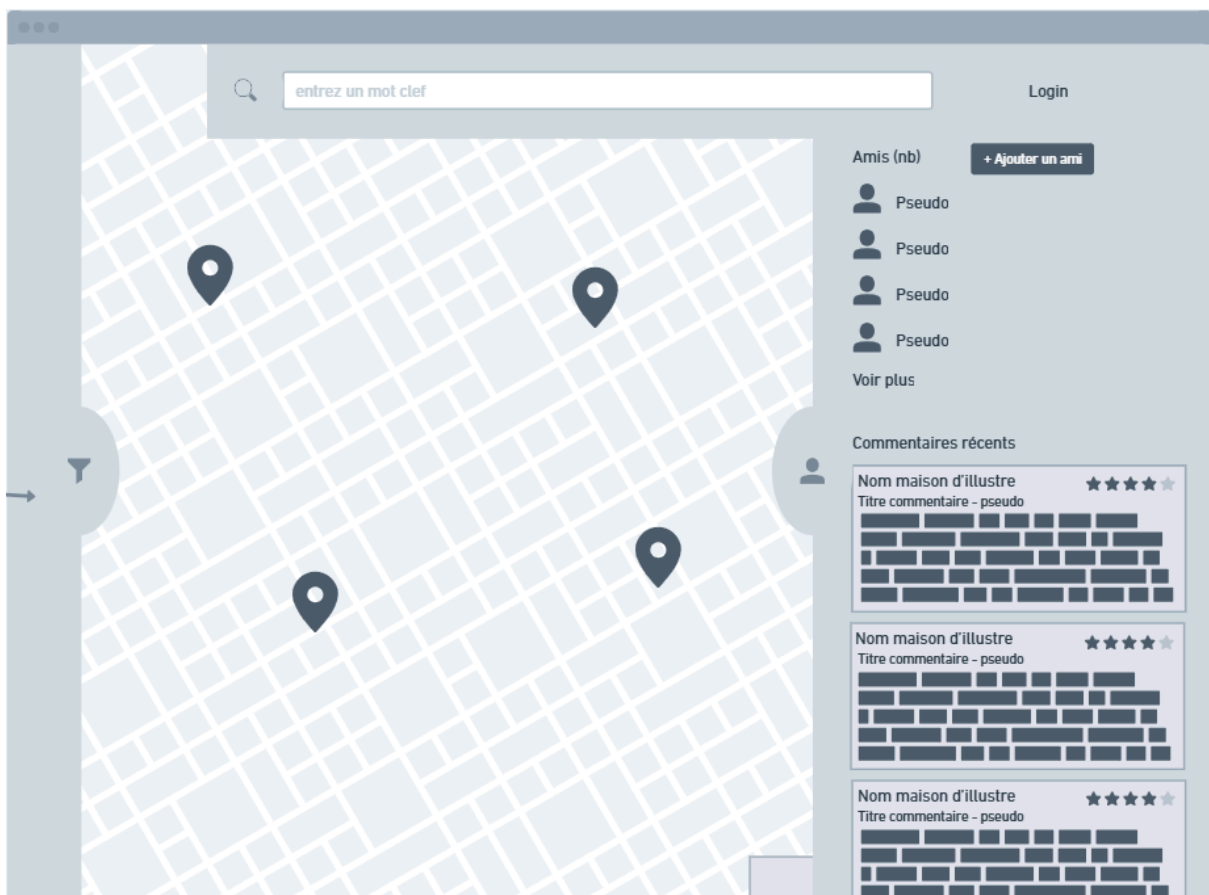 entrez un mot clef
Login
Amis (nb)
+ Ajouter un ami
Pseudo
Pseudo
Pseudo
Pseudo
Voir plus
Commentaires récents
Nom maison d'illustre
Titre commentaire - pseudo
Nom maison d'illustre
Titre commentaire - pseudo
Nom maison d'illustre
Titre commentaire - pseudo